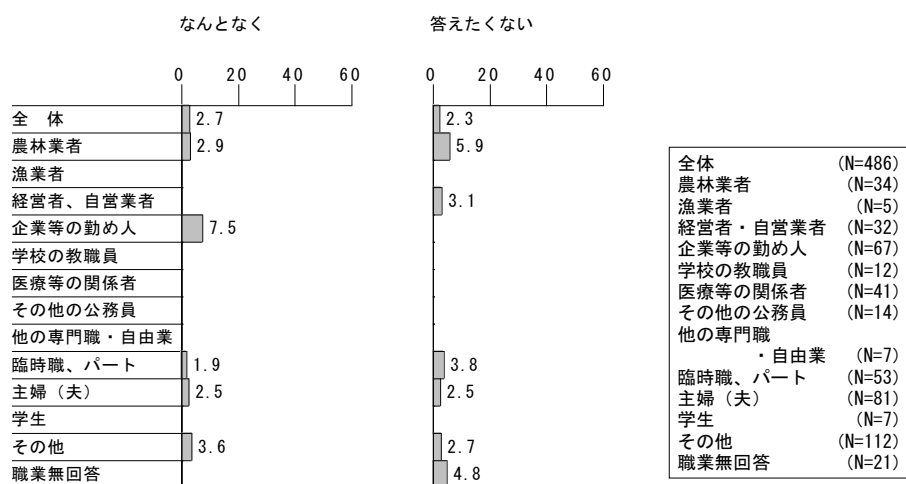 なんとなく 答えたくない
0 20 40 60 0 20 40 60
全 体 2.7 2.3
農林業者 2.9 5.9
漁業者
経営者、自営業者 3.1
企業等の勤め人 7.5
学校の教職員
医療等の関係者
その他の公務員
他の専門職・自由業
臨時職、パート 1.9 3.8
主婦（夫） 2.5 2.5
学生
その他 3.6 2.7
職業無回答 4.8
全体 (N=486)
農林業者 (N=34)
漁業者 (N=5)
経営者・自営業者 (N=32)
企業等の勤め人 (N=67)
学校の教職員 (N=12)
医療等の関係者 (N=41)
その他の公務員 (N=14)
他の専門職
・自由業 (N=7)
臨時職、パート (N=53)
主婦（夫） (N=81)
学生 (N=7)
その他 (N=112)
職業無回答 (N=21)